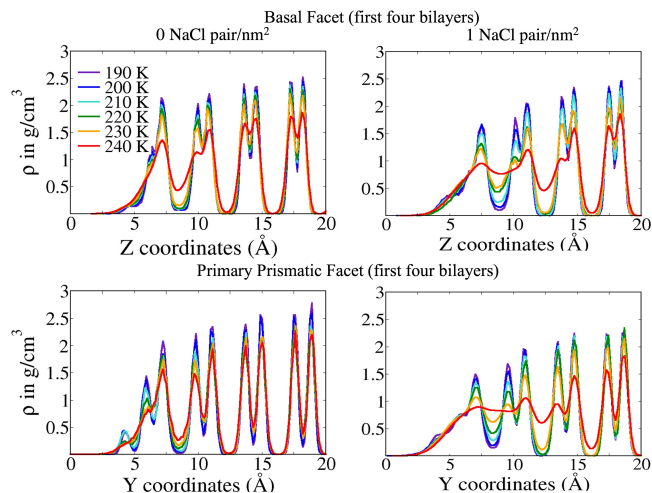 Basal Facet (first four bilayers)
0 NaCl pair/nm²
1 NaCl pair/nm²
ρ in g/cm³
3
2.5
2
1.5
1
0.5
190 K
200 K
210 K
220 K
230 K
240 K
0 5 10 15 20
Z coordinates (Å)
3
2.5
2
1.5
1
0.5
0 5 10 15 20
Z coordinates (Å)
Primary Prismatic Facet (first four bilayers)
ρ in g/cm³
3
2.5
2
1.5
1
0.5
0
0 5 10 15 20
Y coordinates (Å)
3
2.5
2
1.5
1
0.5
0 5 10 15 20
Y coordinates (Å)